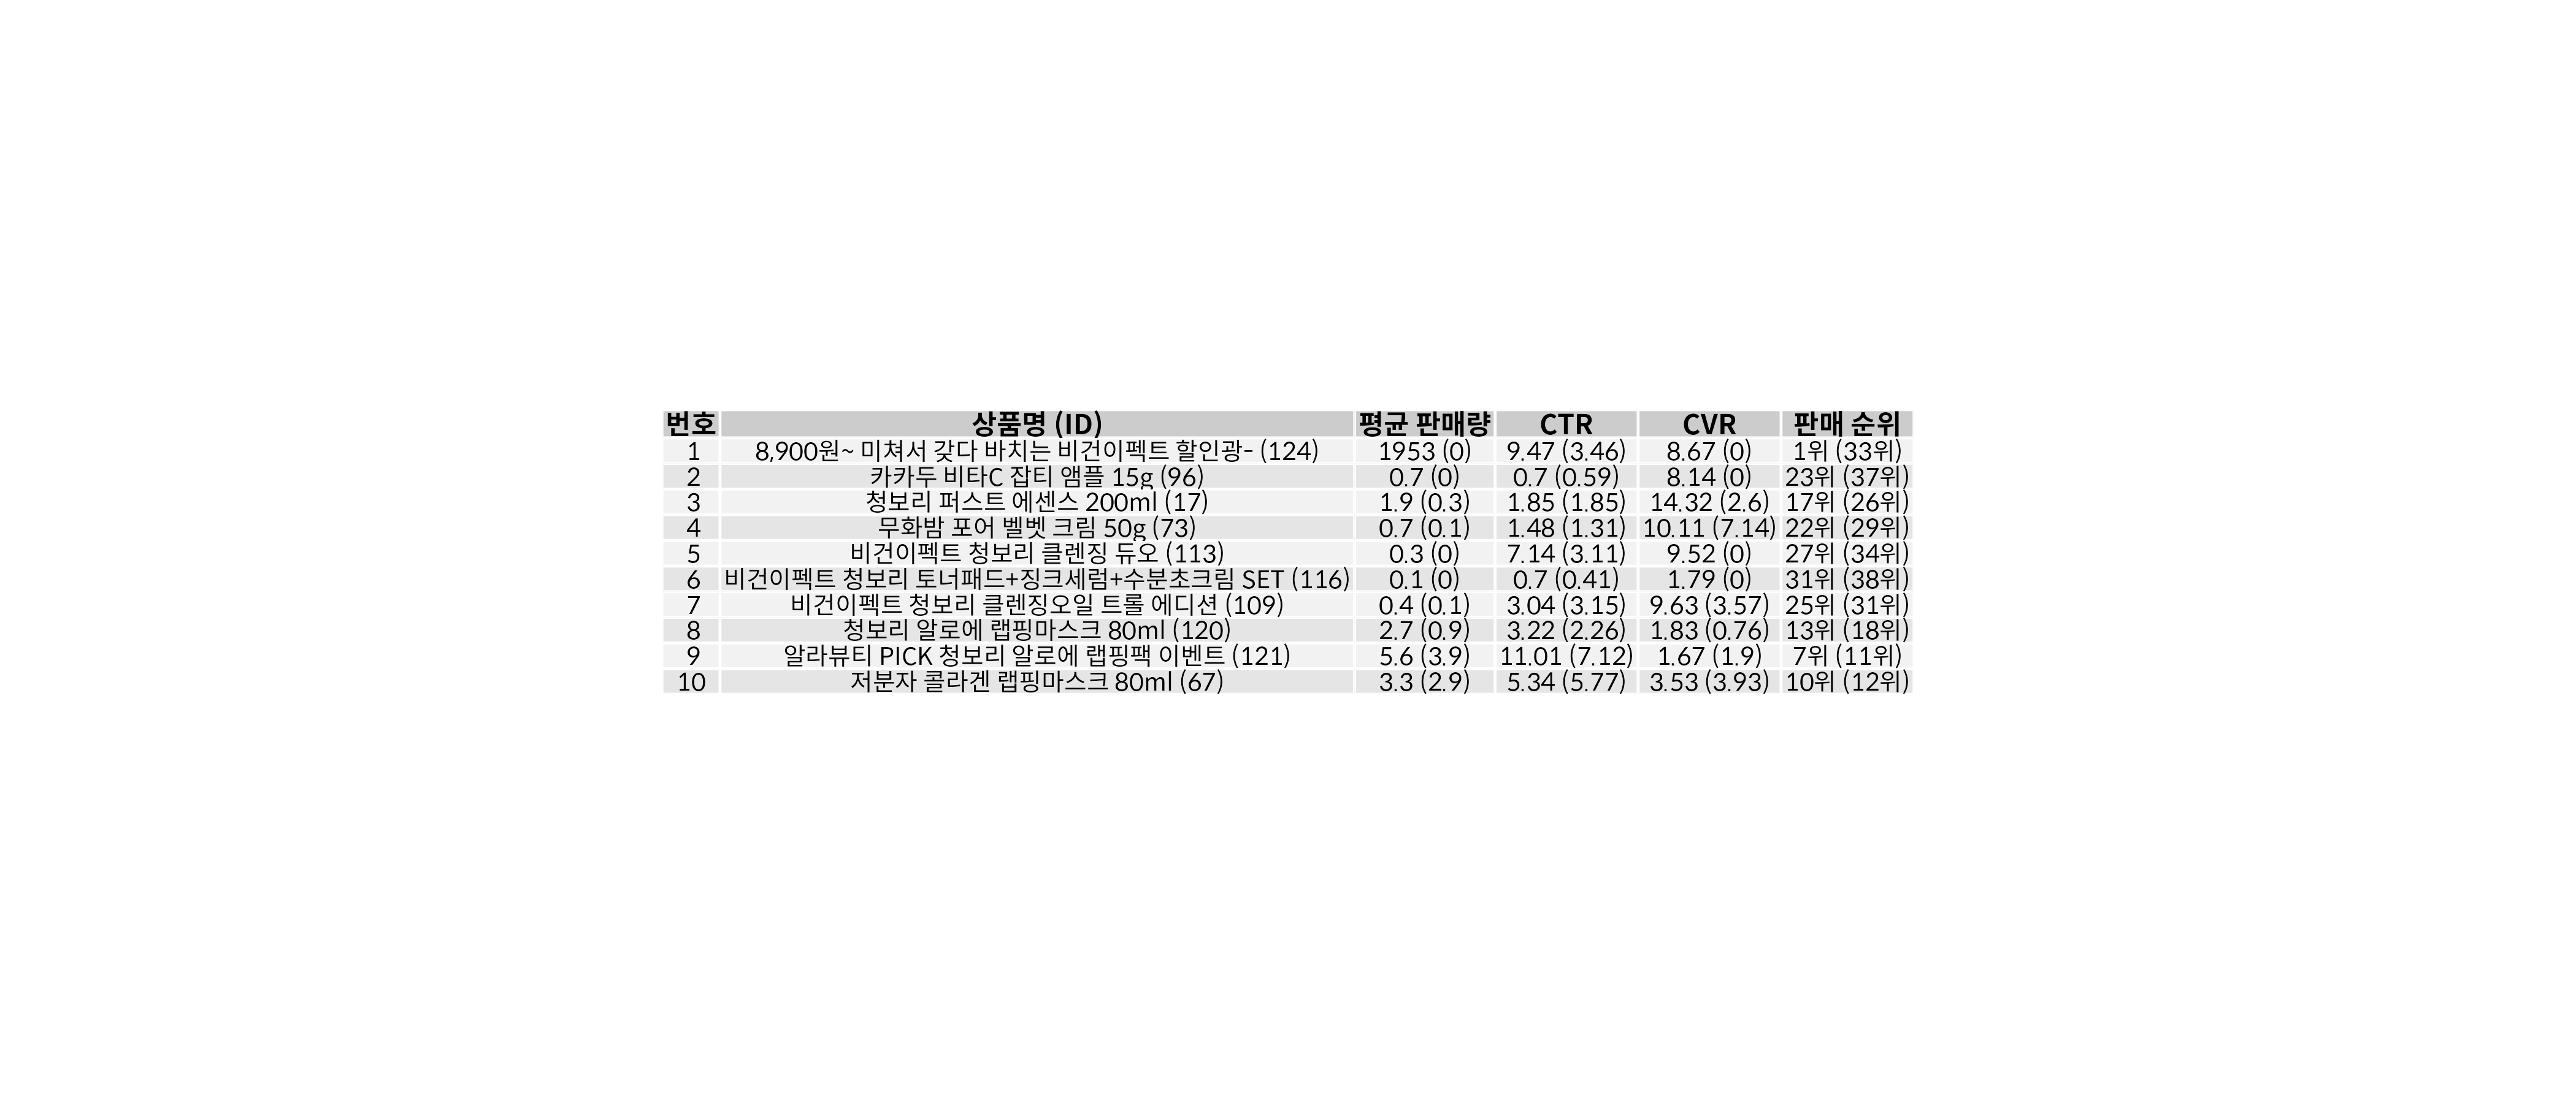 번호 상품명 (ID) 평균 판매량 CTR CVR 판매 순위
1 8,900원~ 미쳐서 갖다 바치는 비건이펙트 할인광- (124) 1953 (0) 9.47 (3.46) 8.67 (0) 1위 (33위)
2 카카두 비타C 잡티 앰플 15g (96) 0.7 (0) 0.7 (0.59) 8.14 (0) 23위 (37위)
3 청보리 퍼스트 에센스 200ml (17) 1.9 (0.3) 1.85 (1.85) 14.32 (2.6) 17위 (26위)
4 무화밤 포어 벨벳 크림 50g (73) 0.7 (0.1) 1.48 (1.31) 10.11 (7.14) 22위 (29위)
5 비건이펙트 청보리 클렌징 듀오 (113) 0.3 (0) 7.14 (3.11) 9.52 (0) 27위 (34위)
6 비건이펙트 청보리 토너패드+징크세럼+수분초크림 SET (116) 0.1 (0) 0.7 (0.41) 1.79 (0) 31위 (38위)
7 비건이펙트 청보리 클렌징오일 트롤 에디션 (109) 0.4 (0.1) 3.04 (3.15) 9.63 (3.57) 25위 (31위)
8 청보리 알로에 랩핑마스크 80ml (120) 2.7 (0.9) 3.22 (2.26) 1.83 (0.76) 13위 (18위)
9 알라뷰티 PICK 청보리 알로에 랩핑팩 이벤트 (121) 5.6 (3.9) 11.01 (7.12) 1.67 (1.9) 7위 (11위)
10 저분자 콜라겐 랩핑마스크 80ml (67) 3.3 (2.9) 5.34 (5.77) 3.53 (3.93) 10위 (12위)